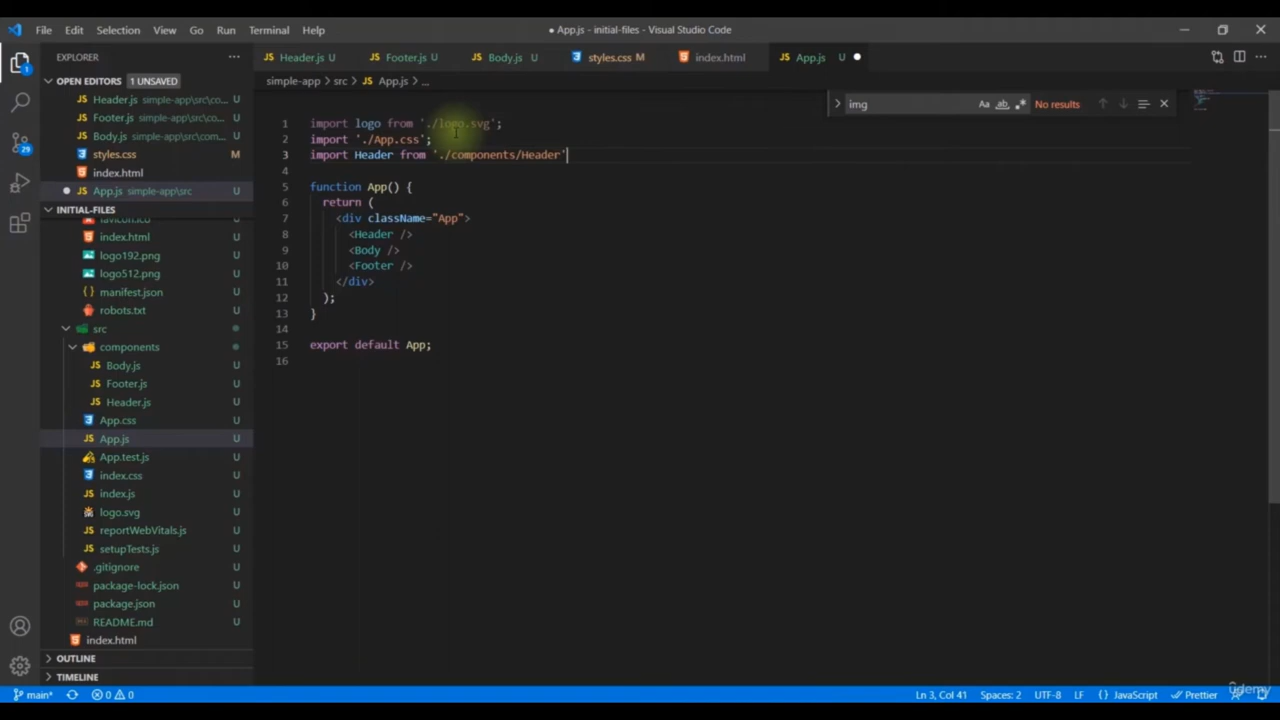 File Edit Selection View Go Run Terminal Help
● App.js - initial-files - Visual Studio Code
EXPLORER
Header.js U
Footer.js U
Body.js U
styles.css M
index.html
App.js U
OPEN EDITORS 1 UNSAVED
simple-app > src > App.js > ...
Header.js simple-app\src\co... U
Footer.js simple-app\src\com... U
Body.js simple-app\src\com... U
styles.css M
index.html
App.js simple-app\src U
INITIAL-FILES
favicon.ico U
index.html U
logo192.png U
logo512.png U
manifest.json U
robots.txt U
src
components
Body.js U
Footer.js U
Header.js U
App.css U
App.js U
App.test.js U
index.css U
index.js U
logo.svg U
reportWebVitals.js U
setupTests.js U
.gitignore U
package-lock.json U
package.json U
README.md U
index.html
OUTLINE
TIMELINE
img Aa ab No results
1 import logo from './logo.svg';
2 import './App.css';
3 import Header from './components/Header'
4
5 function App() {
6 return (
7 <div className="App">
8 <Header />
9 <Body />
10 <Footer />
11 </div>
12 );
13 }
14
15 export default App;
16
1
29
main* 0 0 Ln 3, Col 41 Spaces: 2 UTF-8 LF {} JavaScript Prettier
ûdemy